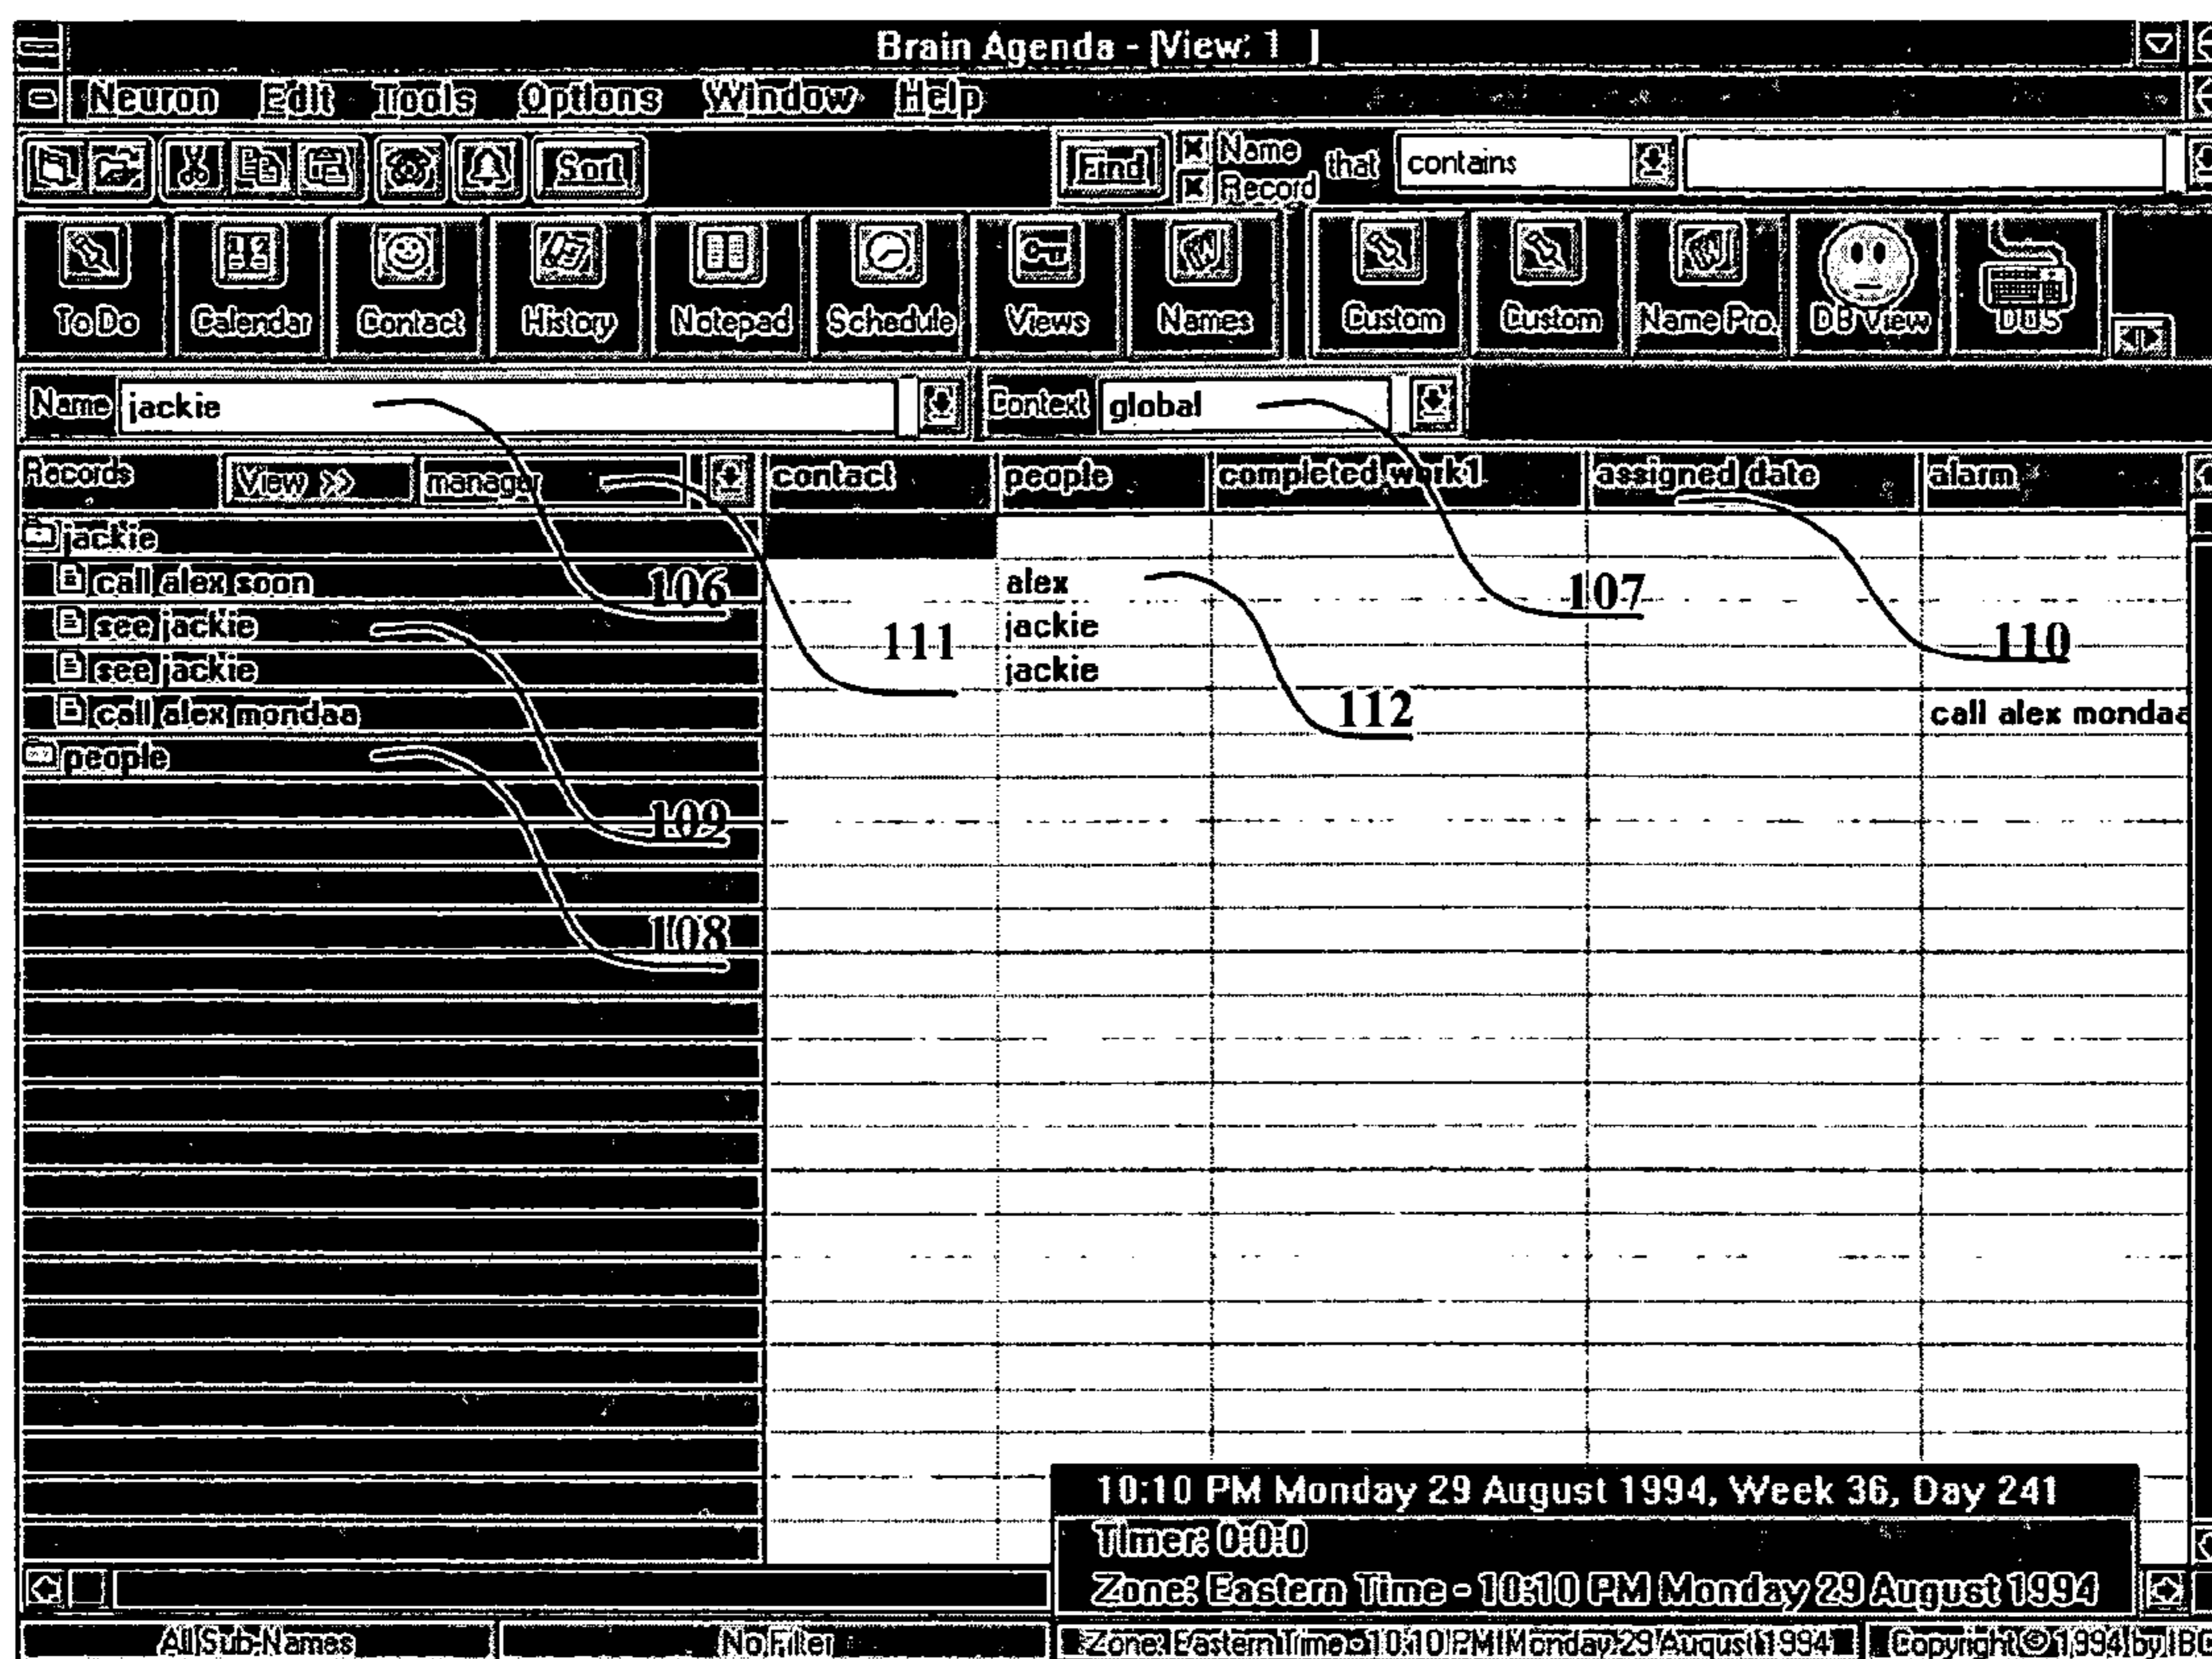 Brain Agenda - [View: 1 ]
Neuron Edit Tools Options Window Help
Sort Find Name Record that contains
To Do Calendar Contact History Notepad Schedule Views Names Custom Custom Name Pro. DB View DOS
Name jackie Context global
Records View >> manager contact people completed work1 assigned date alarm
jackie
call alex soon 106 alex 107
see jackie 111 jackie 110
see jackie jackie
call alex mondaa 112 call alex mondaa
people
109
108
10:10 PM Monday 29 August 1994, Week 36, Day 241
Timer: 0:0:0
Zone: Eastern Time - 10:10 PM Monday 29 August 1994
All Sub-Names No Filter Zone: Eastern Time - 10:10 PM Monday 29 August 1994 Copyright © 1994 by